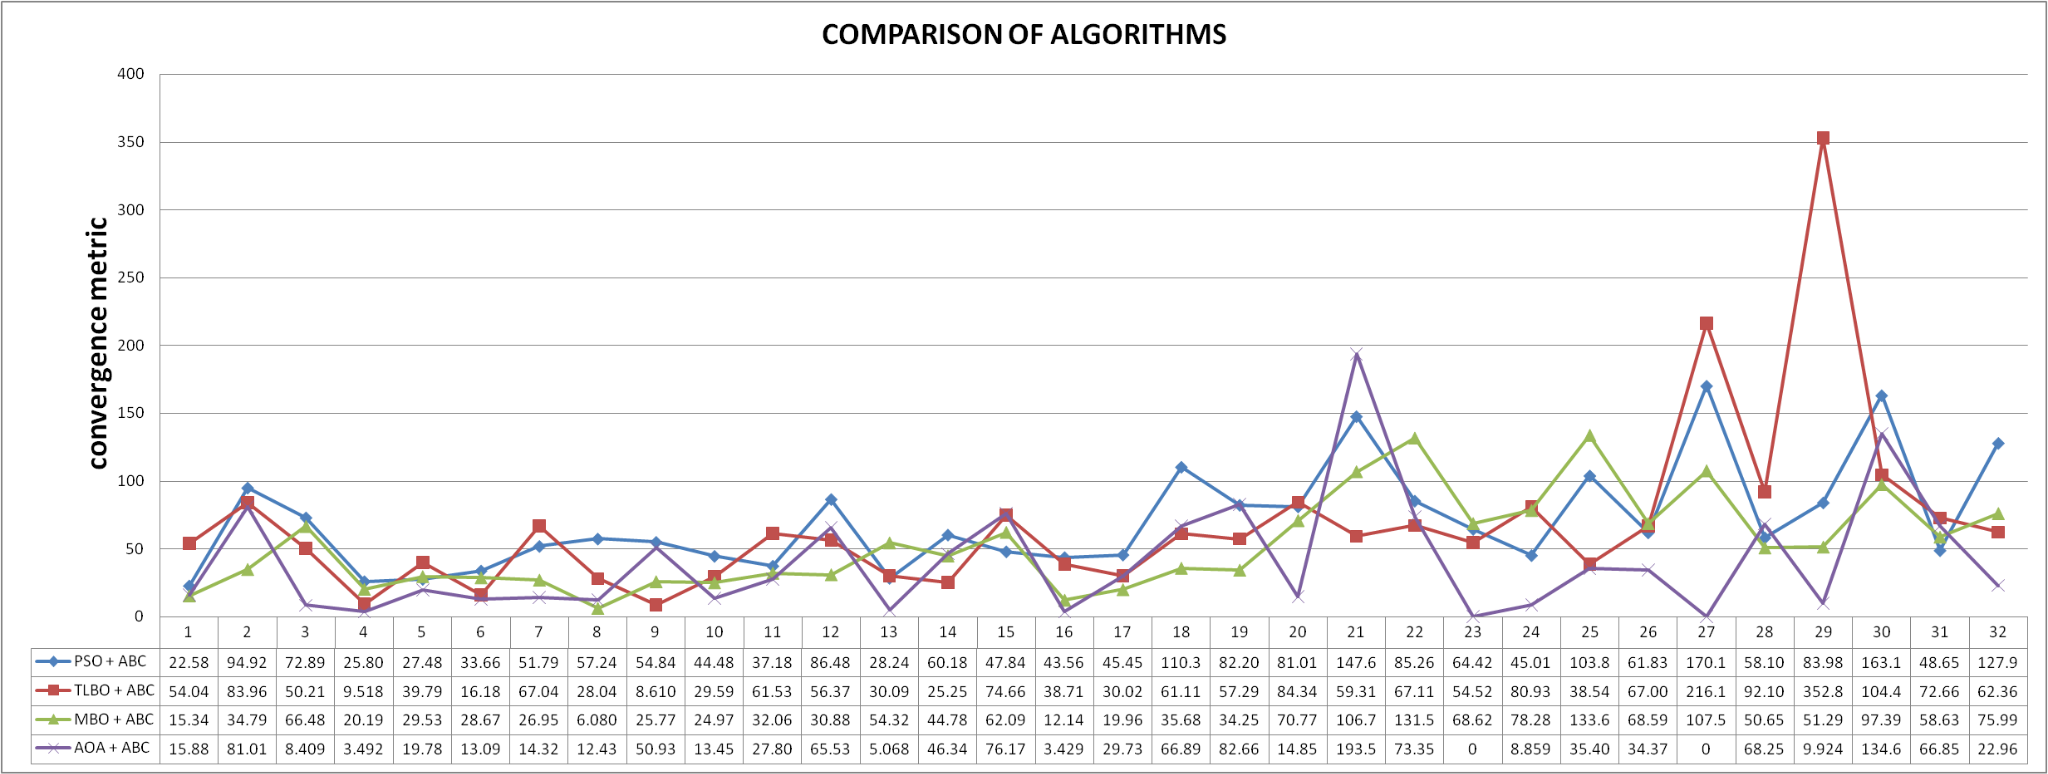 COMPARISON OF ALGORITHMS
400
350
300
250
200
150
100
50
0
convergence metric
1 2 3 4 5 6 7 8 9 10 11 12 13 14 15 16 17 18 19 20 21 22 23 24 25 26 27 28 29 30 31 32
PSO + ABC 22.58 94.92 72.89 25.80 27.48 33.66 51.79 57.24 54.84 44.48 37.18 86.48 28.24 60.18 47.84 43.56 45.45 110.3 82.20 81.01 147.6 85.26 64.42 45.01 103.8 61.83 170.1 58.10 83.98 163.1 48.65 127.9
TLBO + ABC 54.04 83.96 50.21 9.518 39.79 16.18 67.04 28.04 8.610 29.59 61.53 56.37 30.09 25.25 74.66 38.71 30.02 61.11 57.29 84.34 59.31 67.11 54.52 80.93 38.54 67.00 216.1 92.10 352.8 104.4 72.66 62.36
MBO + ABC 15.34 34.79 66.48 20.19 29.53 28.67 26.95 6.080 25.77 24.97 32.06 30.88 54.32 44.78 62.09 12.14 19.96 35.68 34.25 70.77 106.7 131.5 68.62 78.28 133.6 68.59 107.5 50.65 51.29 97.39 58.63 75.99
AOA + ABC 15.88 81.01 8.409 3.492 19.78 13.09 14.32 12.43 50.93 13.45 27.80 65.53 5.068 46.34 76.17 3.429 29.73 66.89 82.66 14.85 193.5 73.35 0 8.859 35.40 34.37 0 68.25 9.924 134.6 66.85 22.96